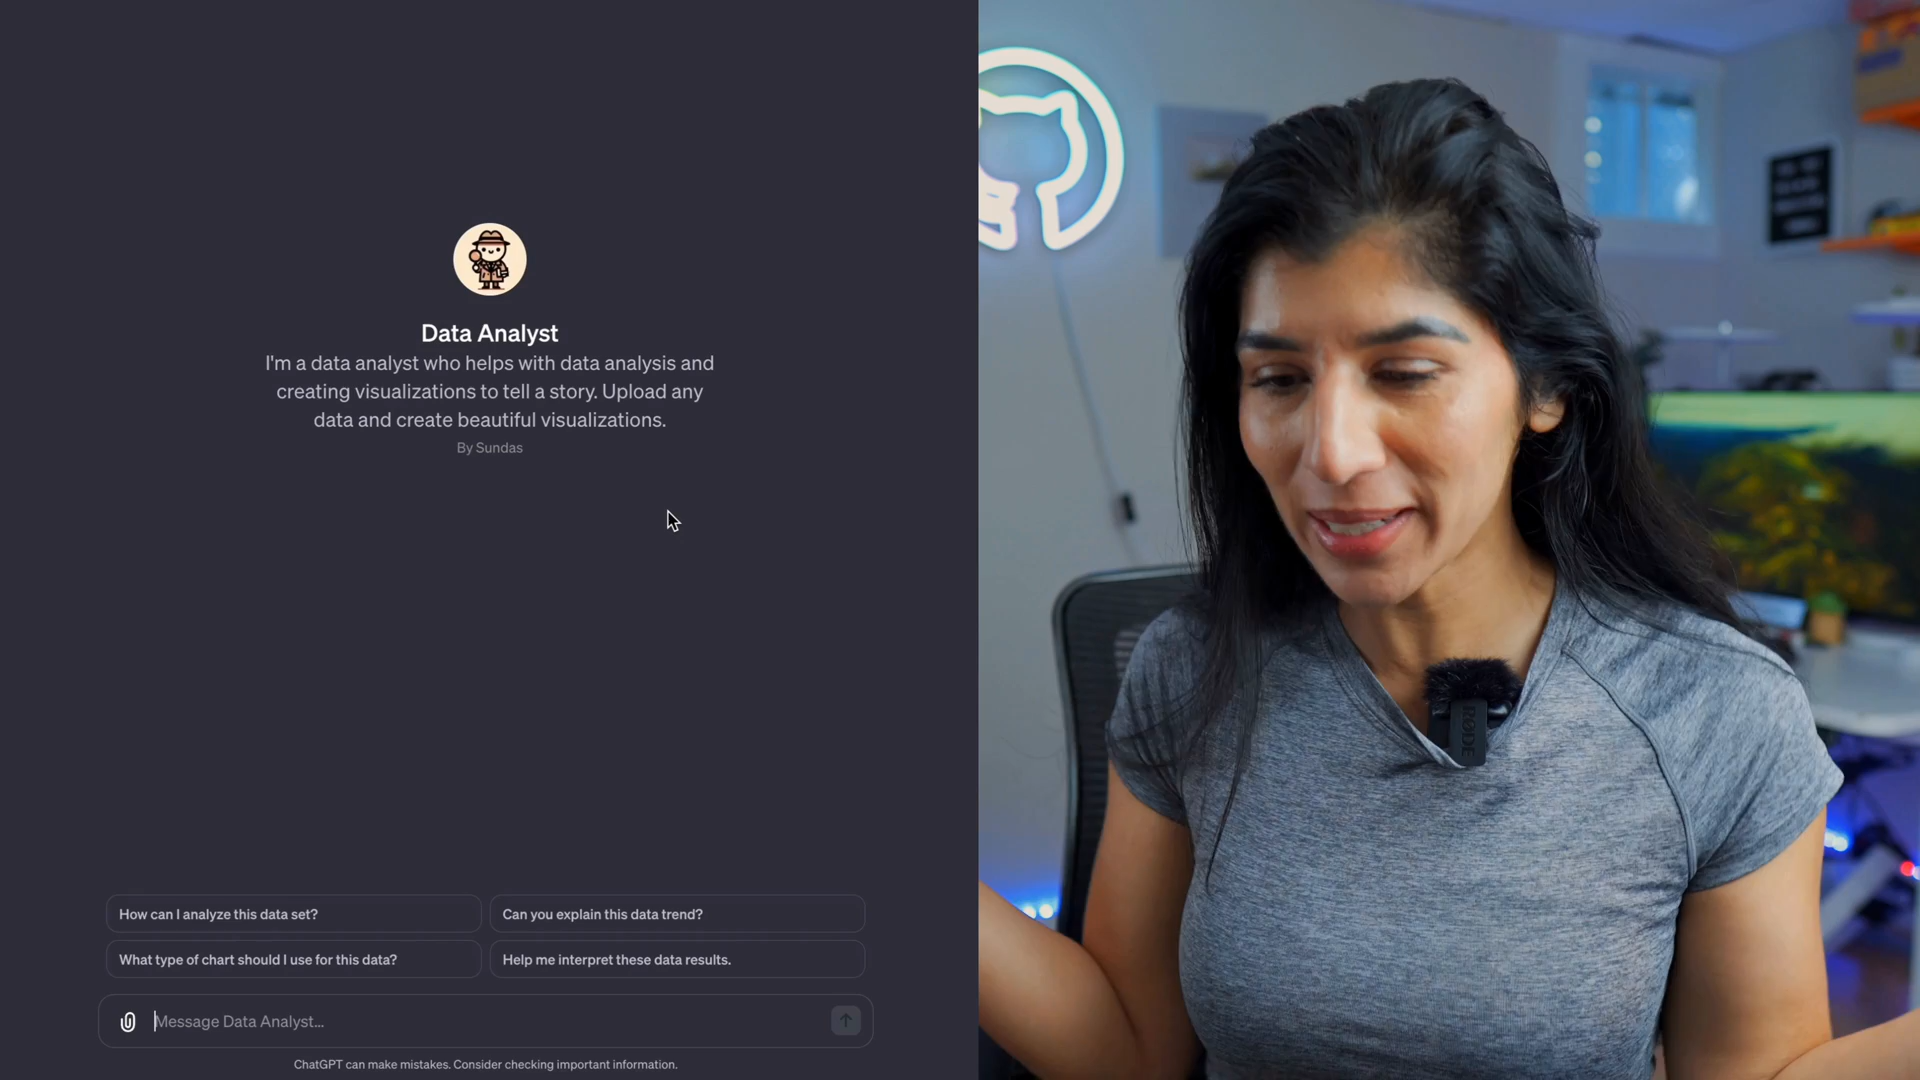 Data Analyst
I'm a data analyst who helps with data analysis and
creating visualizations to tell a story. Upload any
data and create beautiful visualizations.
By Sundas
How can I analyze this data set?
Can you explain this data trend?
What type of chart should I use for this data?
Help me interpret these data results.
Message Data Analyst...
ChatGPT can make mistakes. Consider checking important information.
RØDE